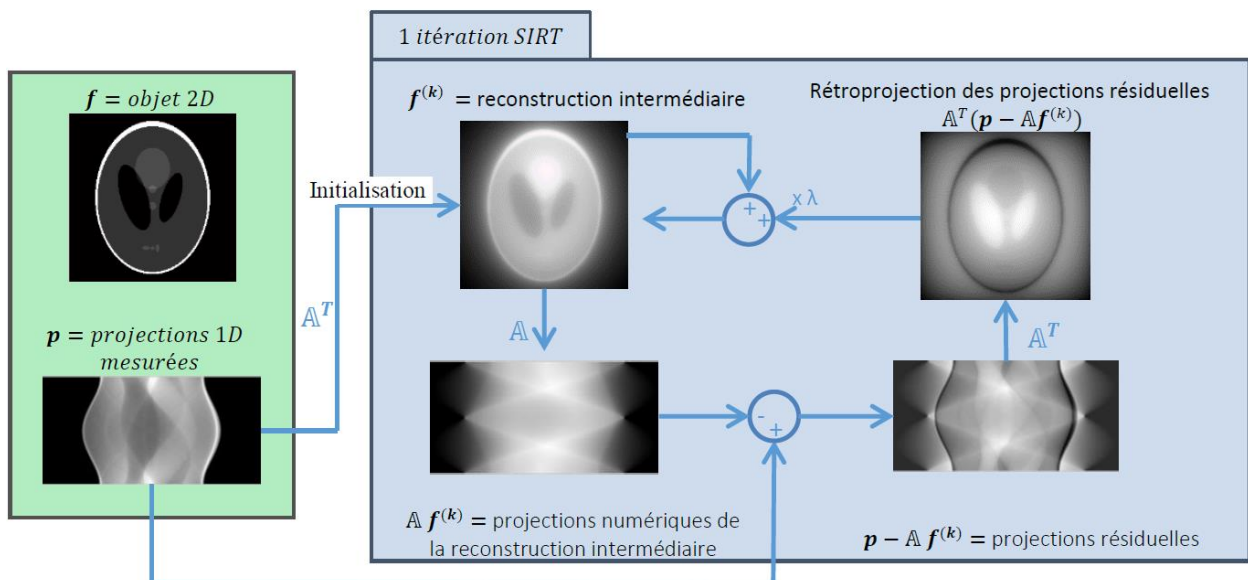 1 itération SIRT
f = objet 2D
p = projections 1D
mesurées
𝔸^T
Initialisation
f^(k) = reconstruction intermédiaire
Rétroprojection des projections résiduelles
𝔸^T(p − 𝔸f^(k))
+
+
x λ
𝔸
𝔸^T
-
+
𝔸 f^(k) = projections numériques de
la reconstruction intermédiaire
p − 𝔸 f^(k) = projections résiduelles